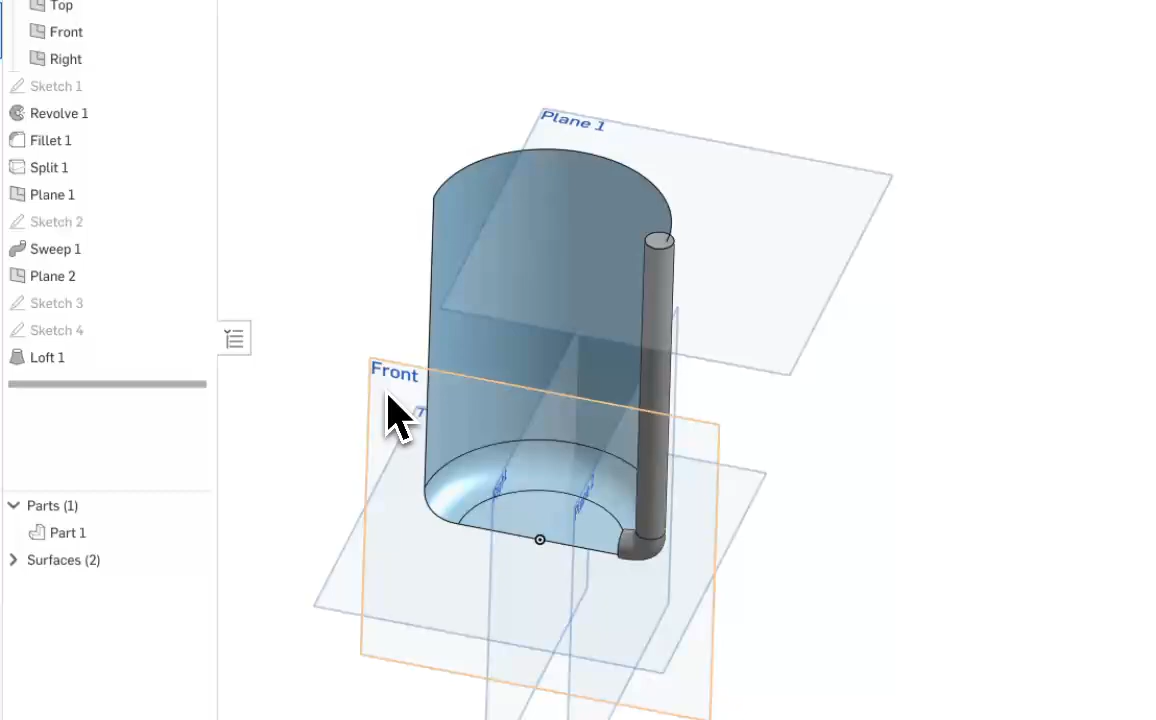 Top
Front
Right
Sketch 1
Revolve 1
Fillet 1
Split 1
Plane 1
Sketch 2
Sweep 1
Plane 2
Sketch 3
Sketch 4
Loft 1
Parts (1)
Part 1
Surfaces (2)
Plane 1
Front